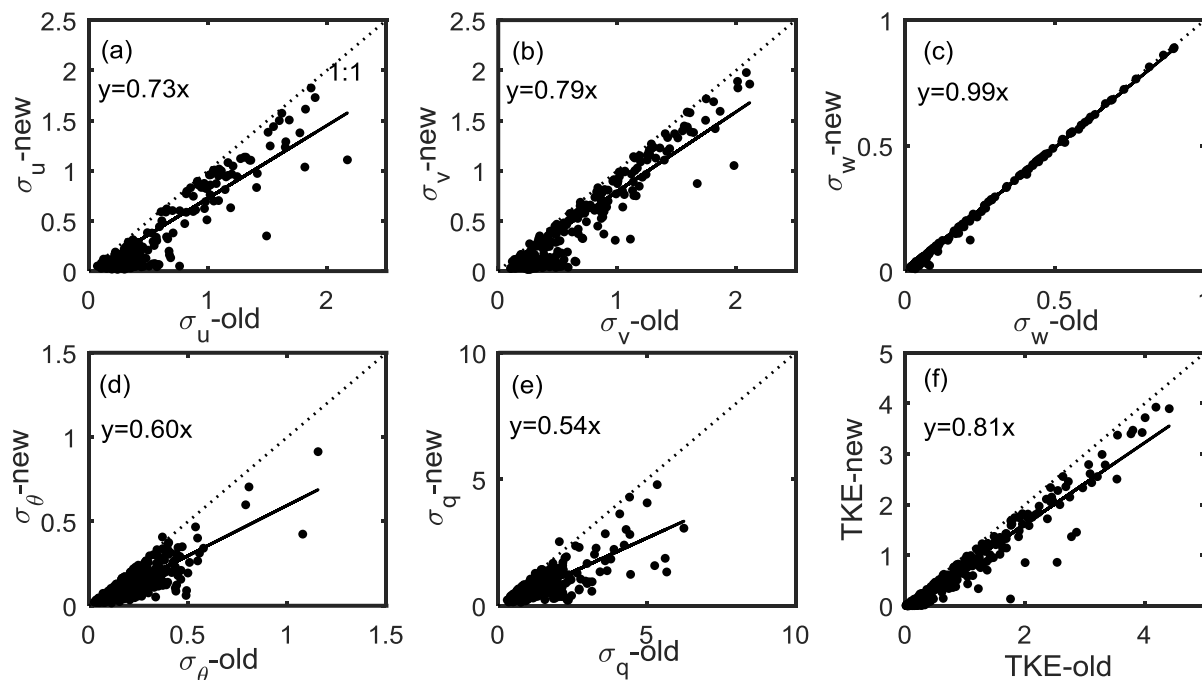 (a)
y=0.73x
1:1
σu-new
2.5
2
1.5
1
0.5
0
0
1
2
σu-old
(b)
y=0.79x
σv-new
2.5
2
1.5
1
0.5
0
0
1
2
σv-old
(c)
y=0.99x
σw-new
1
0.5
0
0
0.5
1
σw-old
(d)
y=0.60x
σθ-new
1.5
1
0.5
0
0
0.5
1
1.5
σθ-old
(e)
y=0.54x
σq-new
10
5
0
0
5
10
σq-old
(f)
y=0.81x
TKE-new
5
4
3
2
1
0
0
2
4
TKE-old